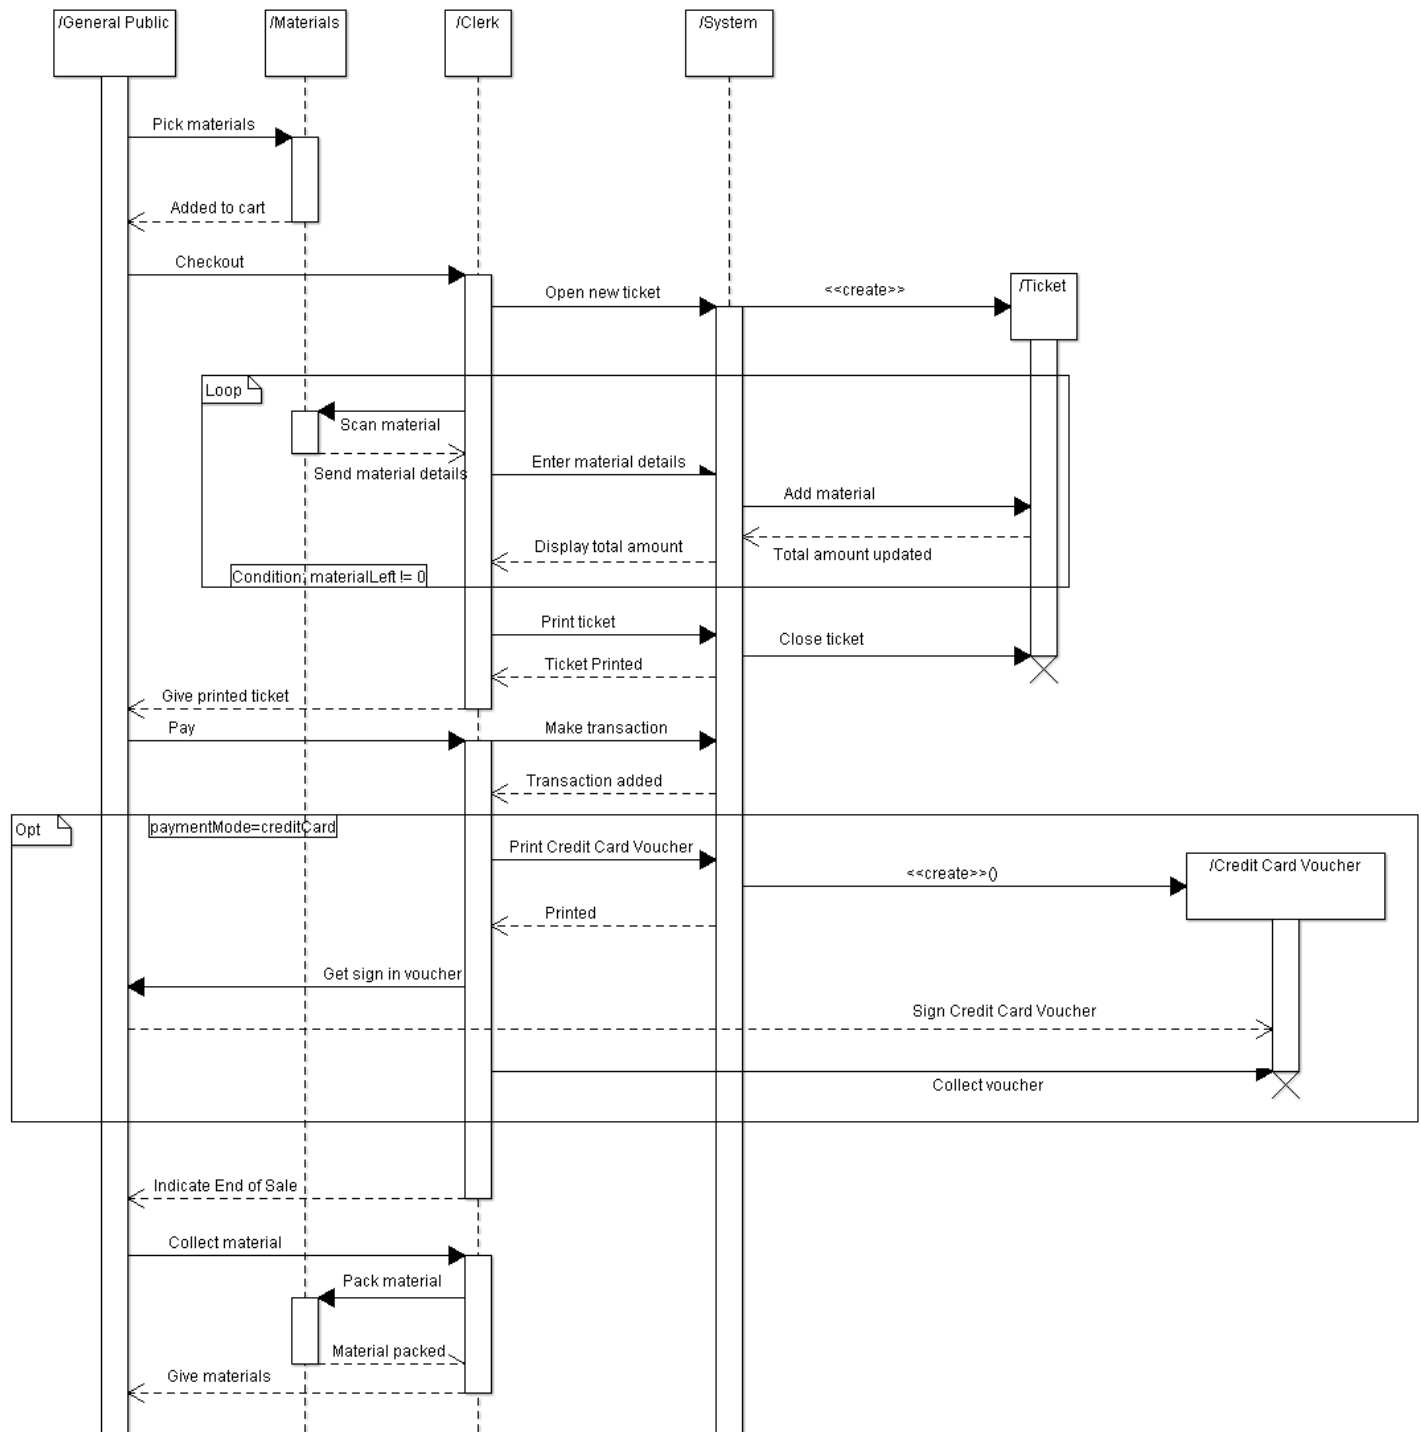 /General Public
/Materials
/Clerk
/System
Pick materials
Added to cart
Checkout
Open new ticket
<<create>>
/Ticket
Loop
Scan material
Send material details
Enter material details
Add material
Display total amount
Total amount updated
Condition: materialLeft != 0
Print ticket
Close ticket
Ticket Printed
Give printed ticket
Pay
Make transaction
Transaction added
Opt
paymentMode=creditCard
Print Credit Card Voucher
<<create>>()
/Credit Card Voucher
Printed
Get sign in voucher
Sign Credit Card Voucher
Collect voucher
Indicate End of Sale
Collect material
Pack material
Material packed
Give materials